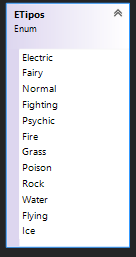 ETipos
Enum
Electric
Fairy
Normal
Fighting
Psychic
Fire
Grass
Poison
Rock
Water
Flying
Ice